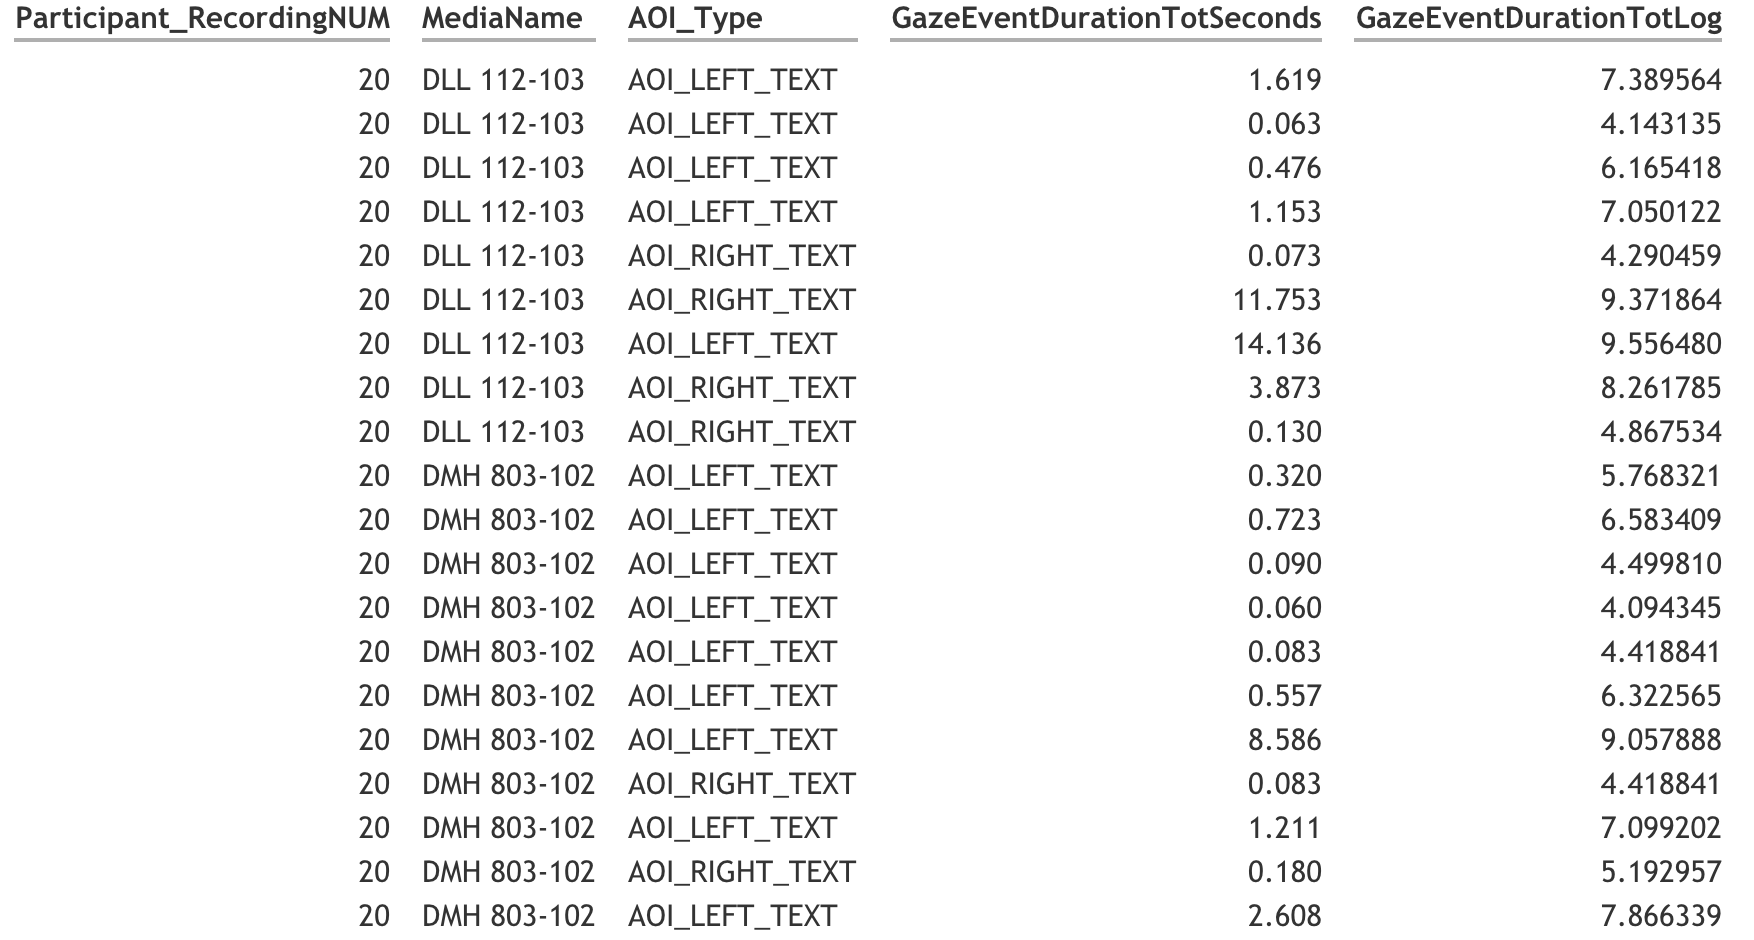 Participant_RecordingNUM MediaName AOI_Type GazeEventDurationTotSeconds GazeEventDurationTotLog
20 DLL 112-103 AOI_LEFT_TEXT 1.619 7.389564
20 DLL 112-103 AOI_LEFT_TEXT 0.063 4.143135
20 DLL 112-103 AOI_LEFT_TEXT 0.476 6.165418
20 DLL 112-103 AOI_LEFT_TEXT 1.153 7.050122
20 DLL 112-103 AOI_RIGHT_TEXT 0.073 4.290459
20 DLL 112-103 AOI_RIGHT_TEXT 11.753 9.371864
20 DLL 112-103 AOI_LEFT_TEXT 14.136 9.556480
20 DLL 112-103 AOI_RIGHT_TEXT 3.873 8.261785
20 DLL 112-103 AOI_RIGHT_TEXT 0.130 4.867534
20 DMH 803-102 AOI_LEFT_TEXT 0.320 5.768321
20 DMH 803-102 AOI_LEFT_TEXT 0.723 6.583409
20 DMH 803-102 AOI_LEFT_TEXT 0.090 4.499810
20 DMH 803-102 AOI_LEFT_TEXT 0.060 4.094345
20 DMH 803-102 AOI_LEFT_TEXT 0.083 4.418841
20 DMH 803-102 AOI_LEFT_TEXT 0.557 6.322565
20 DMH 803-102 AOI_LEFT_TEXT 8.586 9.057888
20 DMH 803-102 AOI_RIGHT_TEXT 0.083 4.418841
20 DMH 803-102 AOI_LEFT_TEXT 1.211 7.099202
20 DMH 803-102 AOI_RIGHT_TEXT 0.180 5.192957
20 DMH 803-102 AOI_LEFT_TEXT 2.608 7.866339